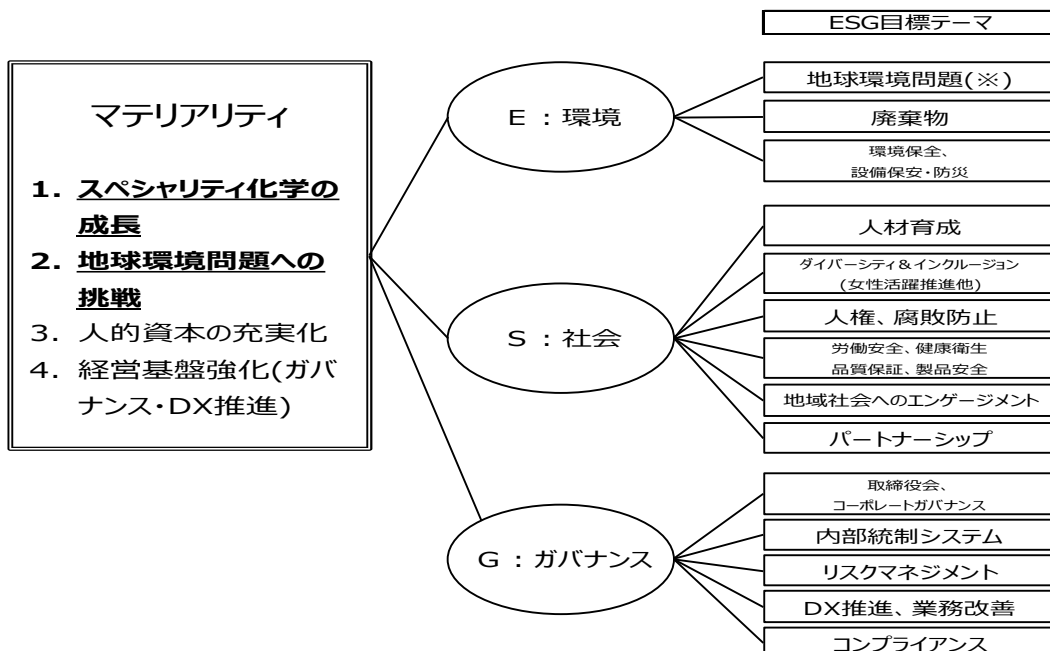 ESG目標テーマ
マテリアリティ
1. スペシャリティ化学の
成長
2. 地球環境問題への
挑戦
3. 人的資本の充実化
4. 経営基盤強化(ガバ
ナンス・DX推進)
E：環境
地球環境問題(※)
廃棄物
環境保全、
設備保安・防災
S：社会
人材育成
ダイバーシティ＆インクルージョン
(女性活躍推進他)
人権、腐敗防止
労働安全、健康衛生
品質保証、製品安全
地域社会へのエンゲージメント
パートナーシップ
G：ガバナンス
取締役会、
コーポレートガバナンス
内部統制システム
リスクマネジメント
DX推進、業務改善
コンプライアンス